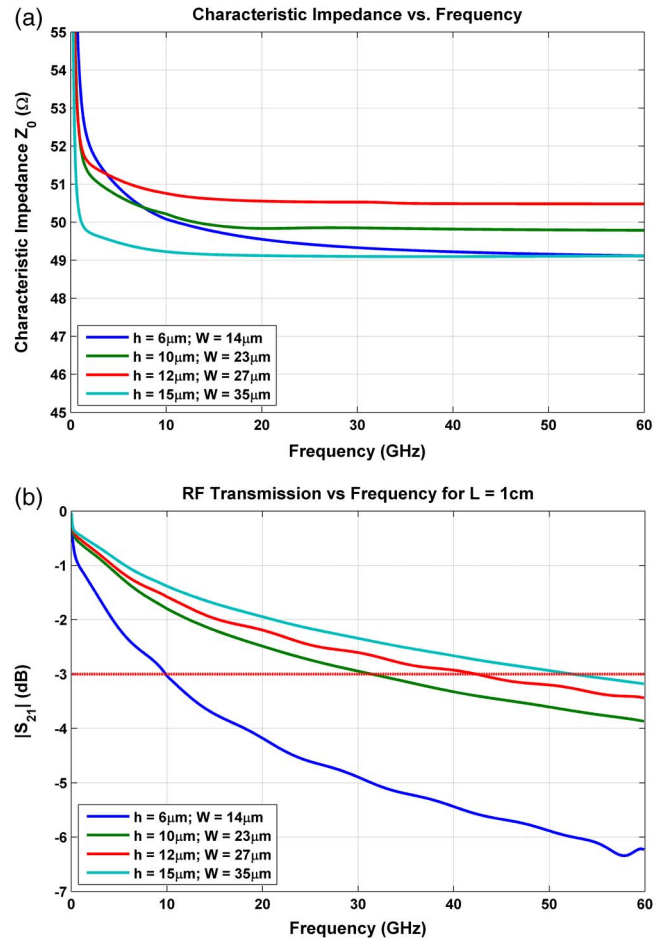 (a)
Characteristic Impedance vs. Frequency
Characteristic Impedance Z₀ (Ω)
55
54
53
52
51
50
49
48
47
46
45
h = 6μm; W = 14μm
h = 10μm; W = 23μm
h = 12μm; W = 27μm
h = 15μm; W = 35μm
0 10 20 30 40 50 60
Frequency (GHz)
(b)
RF Transmission vs Frequency for L = 1cm
|S₂₁| (dB)
0
-1
-2
-3
-4
-5
-6
-7
h = 6μm; W = 14μm
h = 10μm; W = 23μm
h = 12μm; W = 27μm
h = 15μm; W = 35μm
0 10 20 30 40 50 60
Frequency (GHz)